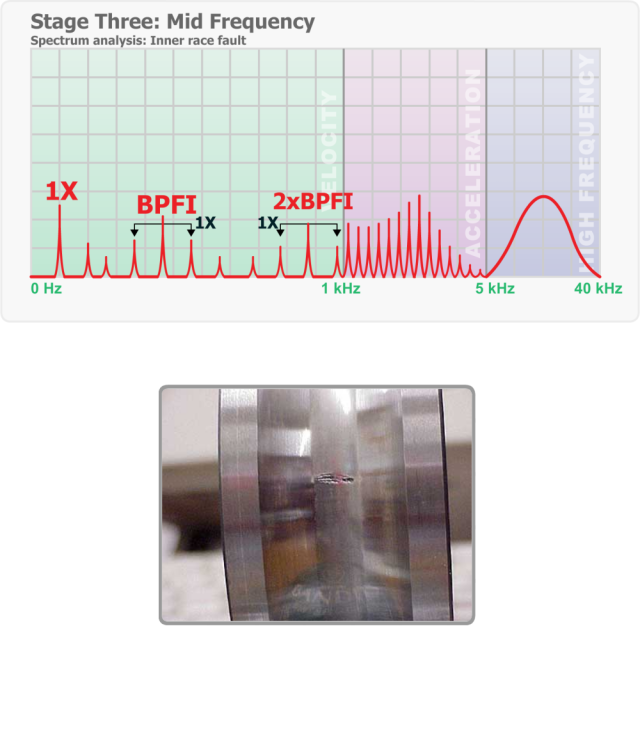 Stage Three: Mid Frequency
Spectrum analysis: Inner race fault
VELOCITY
ACCELERATION
HIGH FREQUENCY
1X
BPFI
1X
1X
2xBPFI
0 Hz
1 kHz
5 kHz
40 kHz